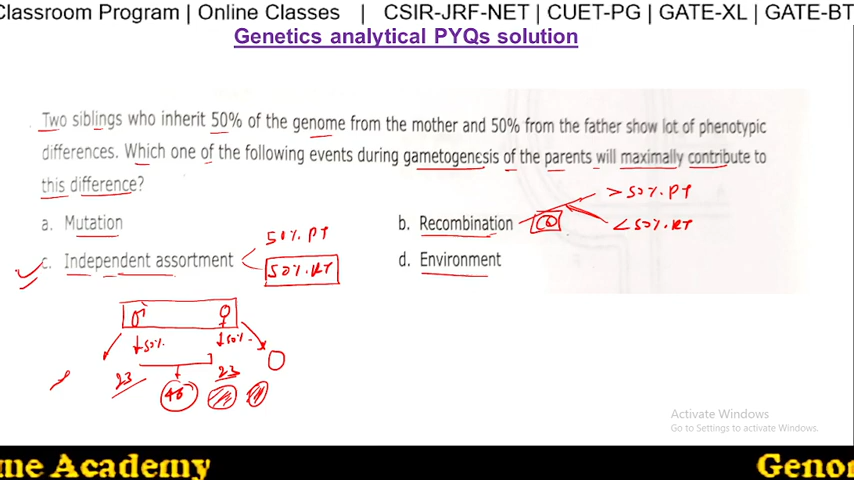 Classroom Program | Online Classes | CSIR-JRF-NET | CUET-PG | GATE-XL | GATE-BT
Genetics analytical PYQs solution
Two siblings who inherit 50% of the genome from the mother and 50% from the father show lot of phenotypic
differences. Which one of the following events during gametogenesis of the parents will maximally contribute to
this difference?
> 50%. PT
a. Mutation
b. Recombination
CO
< 50%. RT
50%. PT
c. Independent assortment
50%. RT
d. Environment
♂ ♀
↓50%. ↓50%.
23 23
46
Activate Windows
Go to Settings to activate Windows.
me Academy Geno